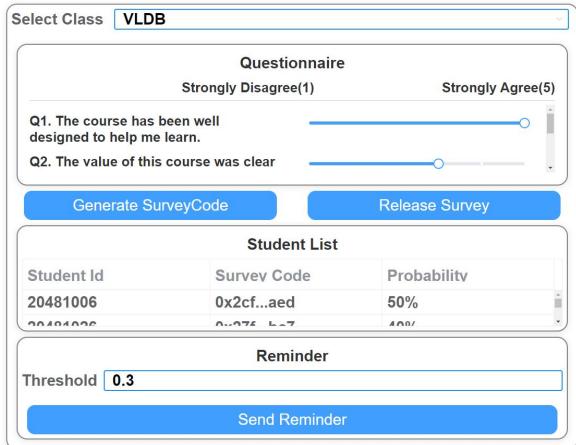 Select Class VLDB
Questionnaire
Strongly Disagree(1) Strongly Agree(5)
Q1. The course has been well
designed to help me learn.
Q2. The value of this course was clear
Generate SurveyCode Release Survey
Student List
Student Id Survey Code Probability
20481006 0x2cf...aed 50%
Reminder
Threshold 0.3
Send Reminder